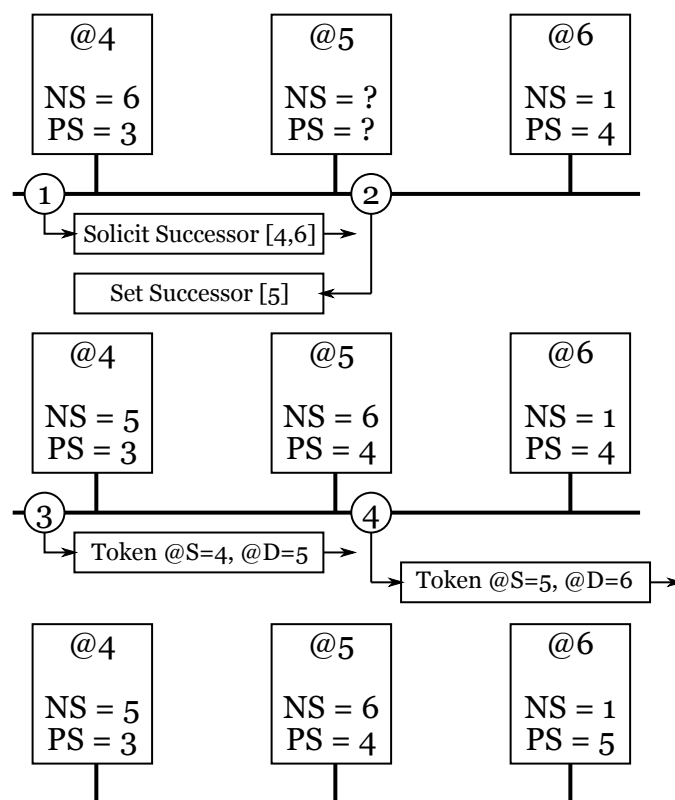 @4 @5 @6
NS = 6 NS = ? NS = 1
PS = 3 PS = ? PS = 4
1 2
Solicit Successor [4,6]
Set Successor [5]
@4 @5 @6
NS = 5 NS = 6 NS = 1
PS = 3 PS = 4 PS = 4
3 4
Token @S=4, @D=5
Token @S=5, @D=6
@4 @5 @6
NS = 5 NS = 6 NS = 1
PS = 3 PS = 4 PS = 5